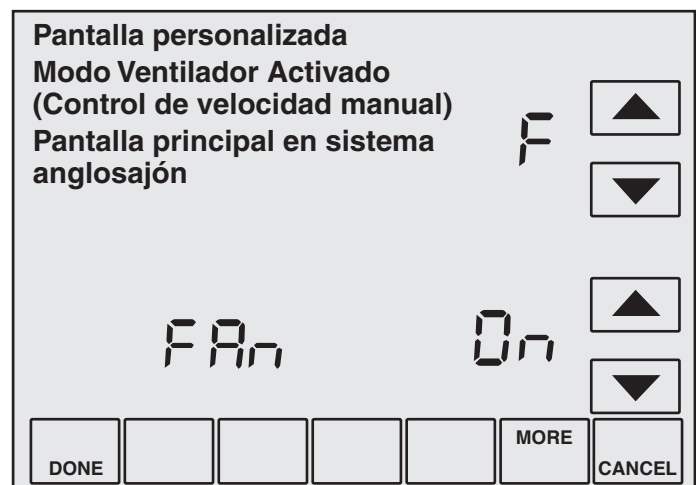 Pantalla personalizada
Modo Ventilador Activado
(Control de velocidad manual)
Pantalla principal en sistema
anglosajón
F
FAn On
MORE
DONE CANCEL